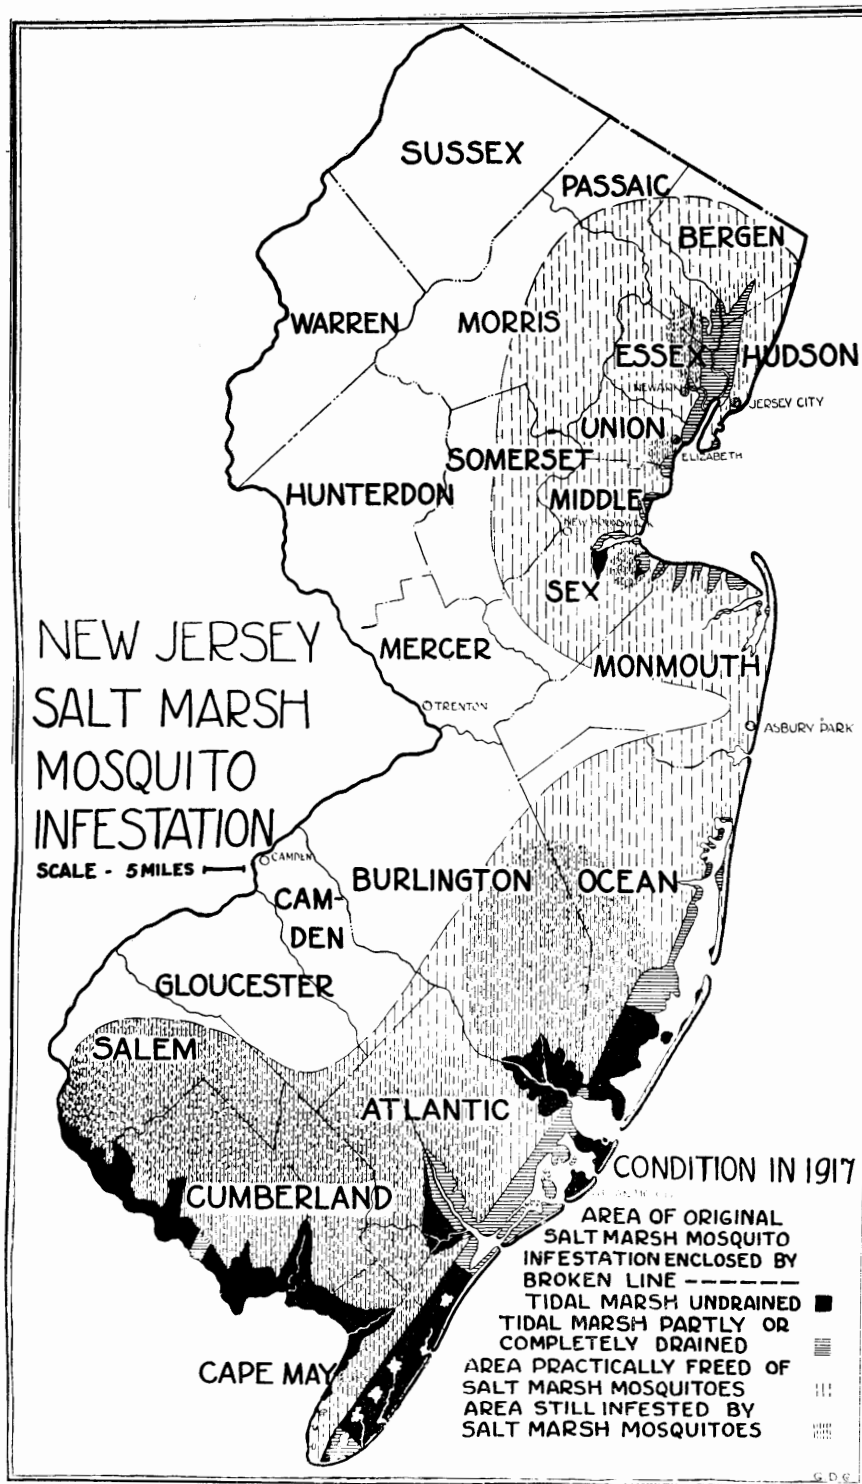 SUSSEX
PASSAIC
BERGEN
WARREN
MORRIS
ESSEX
HUDSON
NEWARK
JERSEY CITY
UNION
SOMERSET
ELIZABETH
HUNTERDON
MIDDLE
NEW BRUNSWICK
SEX
MERCER
MONMOUTH
TRENTON
ASBURY PARK
NEW JERSEY
SALT MARSH
MOSQUITO
INFESTATION
SCALE - 5 MILES
CAMDEN
BURLINGTON
OCEAN
CAM-
DEN
GLOUCESTER
SALEM
ATLANTIC
CUMBERLAND
CAPE MAY
CONDITION IN 1917
AREA OF ORIGINAL
SALT MARSH MOSQUITO
INFESTATION ENCLOSED BY
BROKEN LINE -------
TIDAL MARSH UNDRAINED
TIDAL MARSH PARTLY OR
COMPLETELY DRAINED
AREA PRACTICALLY FREED OF
SALT MARSH MOSQUITOES
AREA STILL INFESTED BY
SALT MARSH MOSQUITOES